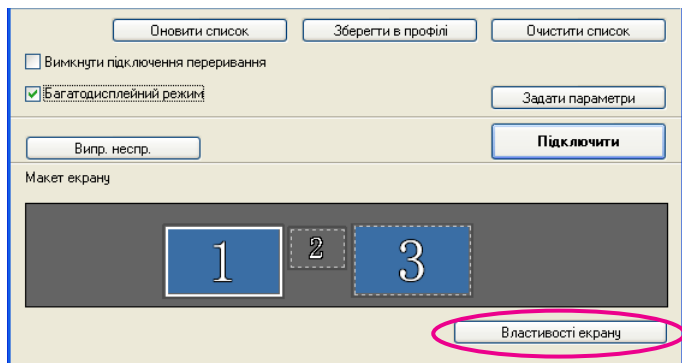 Оновити список Зберегти в профілі Очистити список
Вимкнути підключення переривання
Багатодисплейний режим
Задати параметри
Випр. неспр. Підключити
Макет екрану
1 2 3
Властивості екрану